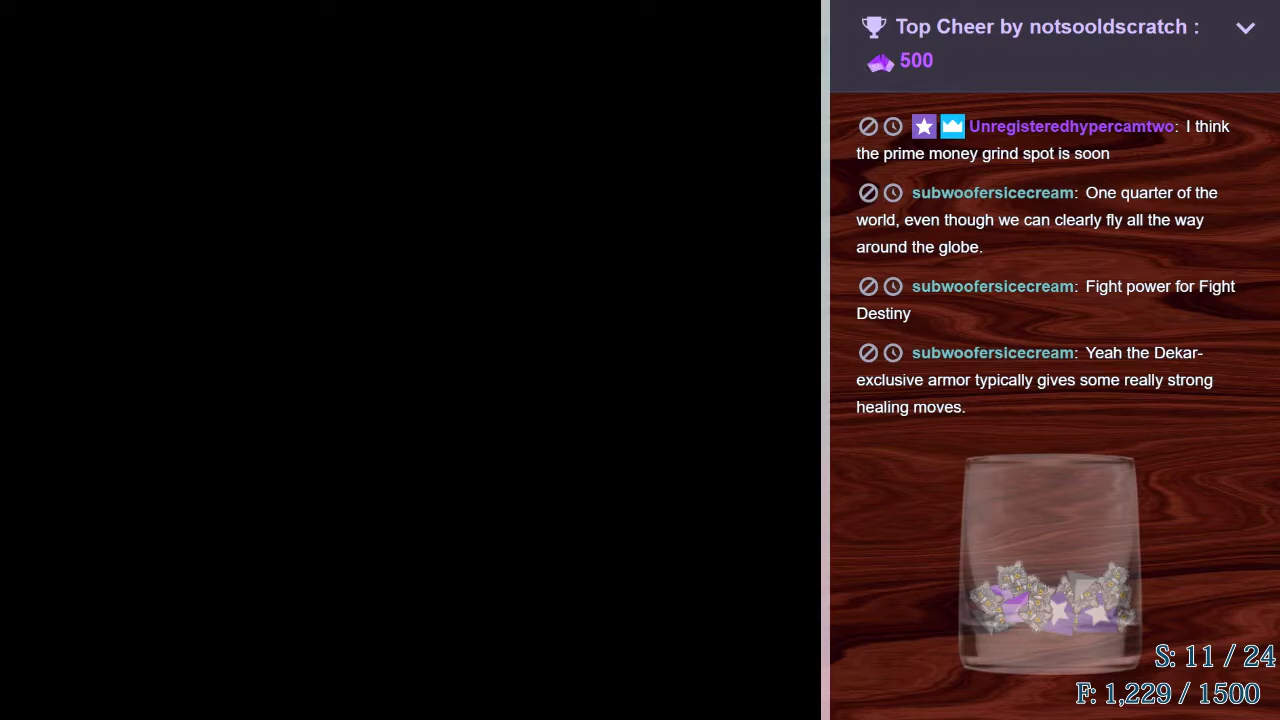 Top Cheer by notsooldscratch :
500
Unregisteredhypercamtwo: I think
the prime money grind spot is soon
subwoofersicecream: One quarter of the
world, even though we can clearly fly all the way
around the globe.
subwoofersicecream: Fight power for Fight
Destiny
subwoofersicecream: Yeah the Dekar-
exclusive armor typically gives some really strong
healing moves.
S: 11 / 24
F: 1,229 / 1500